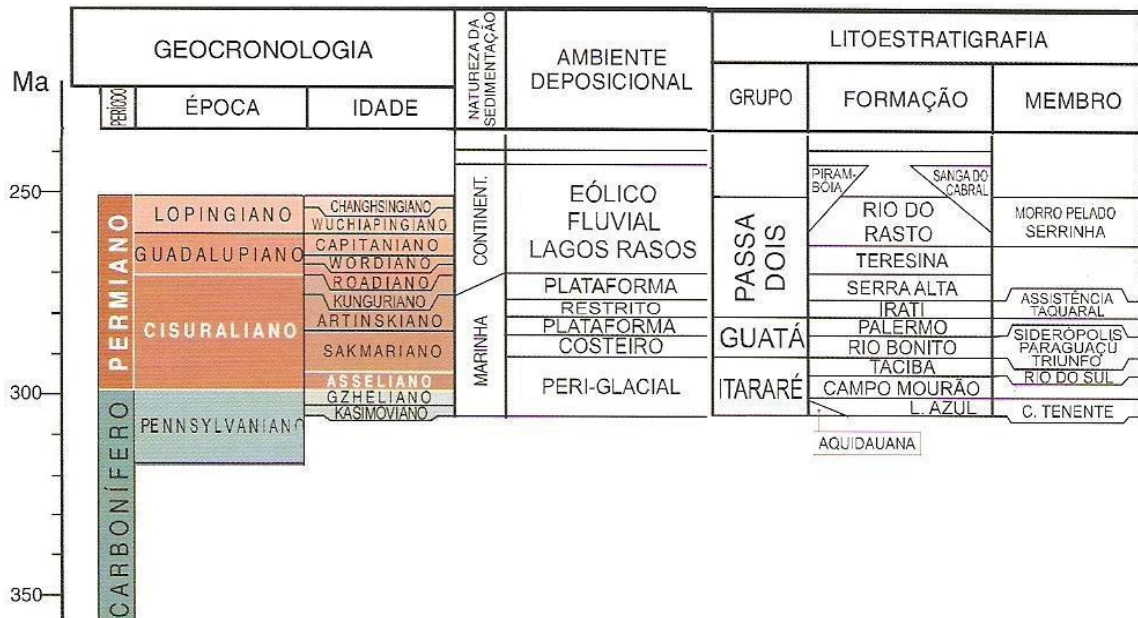 GEOCRONOLOGIA
NATUREZA DA
SEDIMENTAÇÃO
AMBIENTE
DEPOSICIONAL
LITOESTRATIGRAFIA
Ma
PERÍODO
ÉPOCA
IDADE
GRUPO
FORMAÇÃO
MEMBRO
250
300
350
PERMIANO
CARBONÍFERO
LOPINGIANO
GUADALUPIANO
CISURALIANO
PENNSYLVANIANO
CHANGHSINGIANO
WUCHIAPINGIANO
CAPITANIANO
WORDIANO
ROADIANO
KUNGURIANO
ARTINSKIANO
SAKMARIANO
ASSELIANO
GZHELIANO
KASIMOVIANO
CONTINENT.
MARINHA
EÓLICO
FLUVIAL
LAGOS RASOS
PLATAFORMA
RESTRITO
PLATAFORMA
COSTEIRO
PERI-GLACIAL
PASSA
DOIS
GUATÁ
ITARARÉ
PIRAM-
BÓIA
SANGA DO
CABRAL
RIO DO
RASTO
TERESINA
SERRA ALTA
IRATI
PALERMO
RIO BONITO
TACIBA
CAMPO MOURÃO
L. AZUL
AQUIDAUANA
MORRO PELADO
SERRINHA
ASSISTÊNCIA
TAQUARAL
SIDERÓPOLIS
PARAGUAÇU
TRIUNFO
RIO DO SUL
C. TENENTE